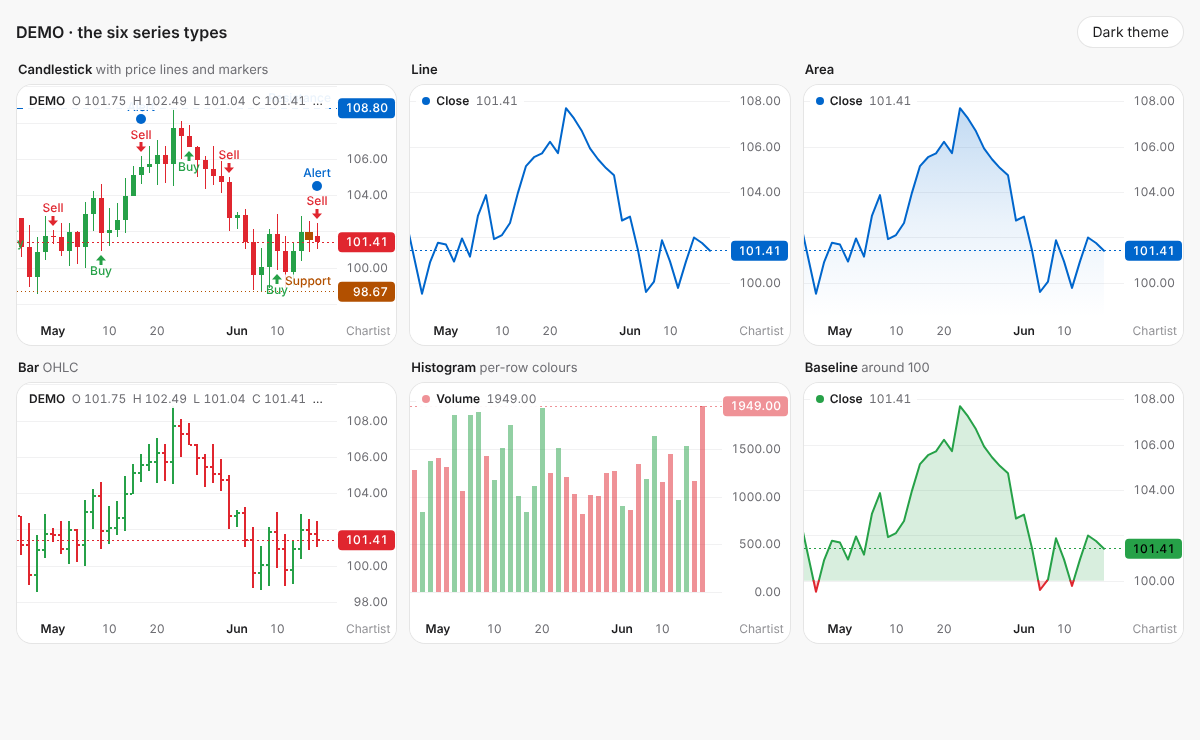 DEMO · the six series types
Dark theme
Candlestick with price lines and markers
DEMO O 101.75 H 102.49 L 101.04 C 101.41 ...
108.80
Sell
Sell
Buy
106.00
Alert
104.00
Sell
Sell
101.41
Buy
100.00
Support
Buy
98.67
May 10 20 Jun 10 Chartist
Line
Close 101.41
108.00
106.00
104.00
101.41
100.00
May 10 20 Jun 10 Chartist
Area
Close 101.41
108.00
106.00
104.00
101.41
100.00
May 10 20 Jun 10 Chartist
Bar OHLC
DEMO O 101.75 H 102.49 L 101.04 C 101.41 ...
108.00
106.00
104.00
101.41
100.00
98.00
May 10 20 Jun 10 Chartist
Histogram per-row colours
Volume 1949.00
1949.00
1500.00
1000.00
500.00
0.00
May 10 20 Jun 10 Chartist
Baseline around 100
Close 101.41
108.00
106.00
104.00
101.41
100.00
May 10 20 Jun 10 Chartist